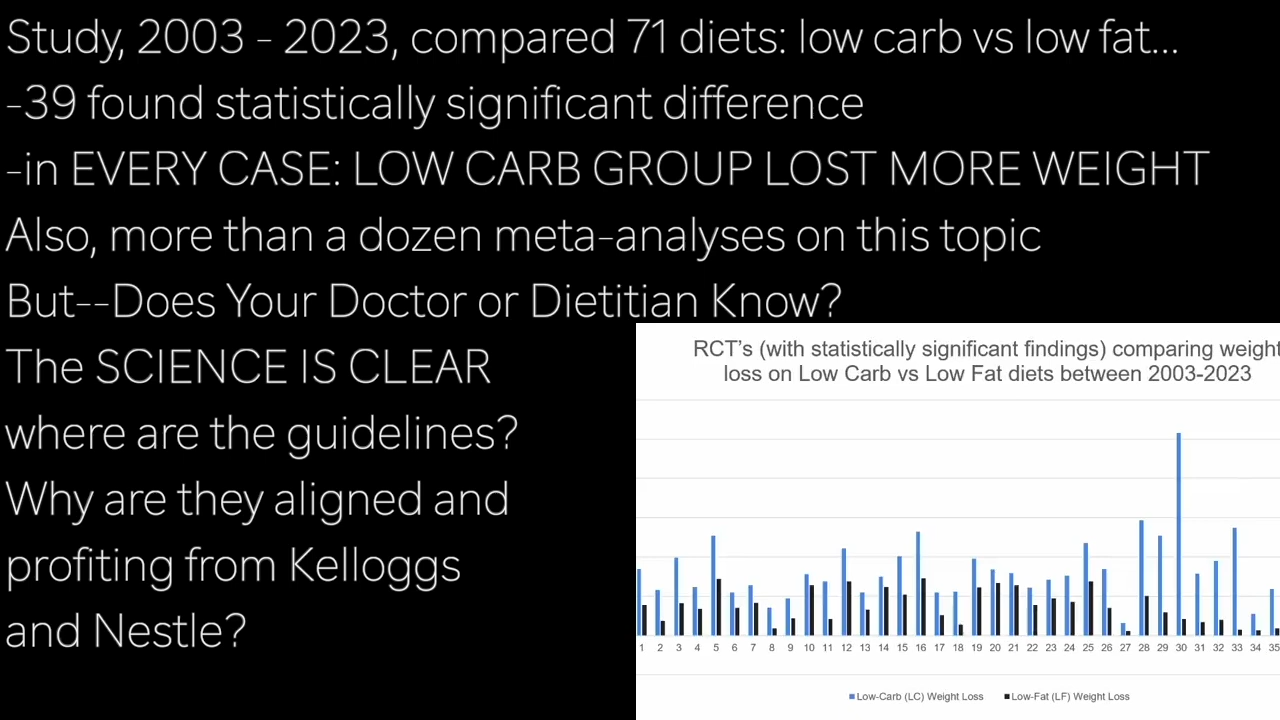 Study, 2003 - 2023, compared 71 diets: low carb vs low fat...
-39 found statistically significant difference
-in EVERY CASE: LOW CARB GROUP LOST MORE WEIGHT
Also, more than a dozen meta-analyses on this topic
But--Does Your Doctor or Dietitian Know?
The SCIENCE IS CLEAR
where are the guidelines?
Why are they aligned and
profiting from Kelloggs
and Nestle?
RCT's (with statistically significant findings) comparing weight
loss on Low Carb vs Low Fat diets between 2003-2023
1 2 3 4 5 6 7 8 9 10 11 12 13 14 15 16 17 18 19 20 21 22 23 24 25 26 27 28 29 30 31 32 33 34 35
Low-Carb (LC) Weight Loss Low-Fat (LF) Weight Loss